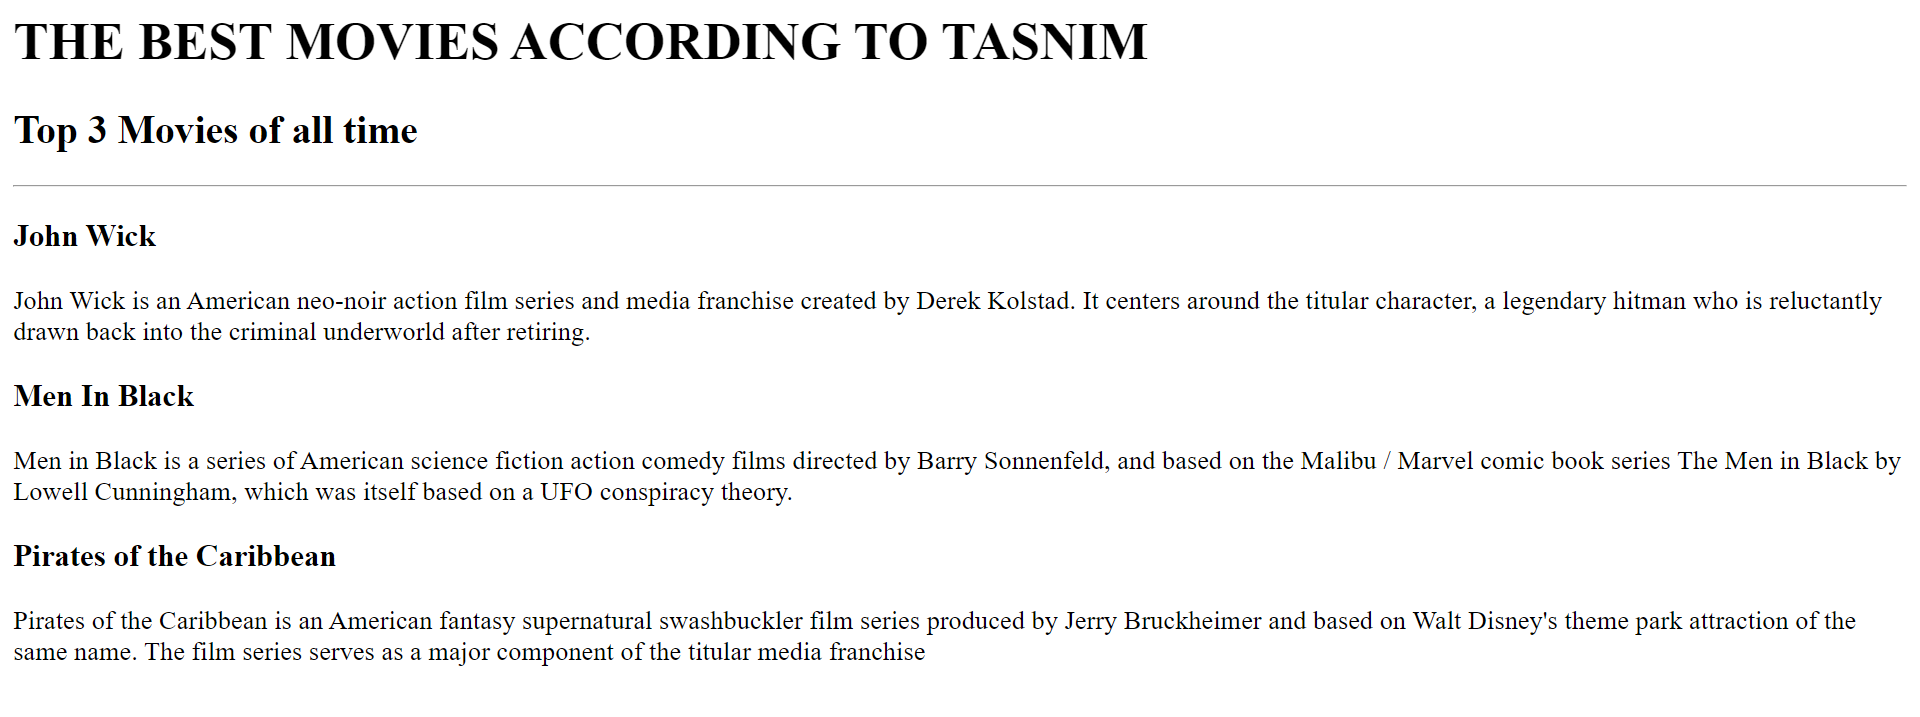 THE BEST MOVIES ACCORDING TO TASNIM
Top 3 Movies of all time
John Wick
John Wick is an American neo-noir action film series and media franchise created by Derek Kolstad. It centers around the titular character, a legendary hitman who is reluctantly
drawn back into the criminal underworld after retiring.
Men In Black
Men in Black is a series of American science fiction action comedy films directed by Barry Sonnenfeld, and based on the Malibu / Marvel comic book series The Men in Black by
Lowell Cunningham, which was itself based on a UFO conspiracy theory.
Pirates of the Caribbean
Pirates of the Caribbean is an American fantasy supernatural swashbuckler film series produced by Jerry Bruckheimer and based on Walt Disney's theme park attraction of the
same name. The film series serves as a major component of the titular media franchise